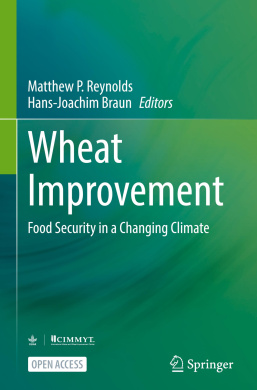 Matthew P. Reynolds
Hans-Joachim Braun Editors
Wheat
Improvement
Food Security in a Changing Climate
CIMMYT
OPEN ACCESS
Springer